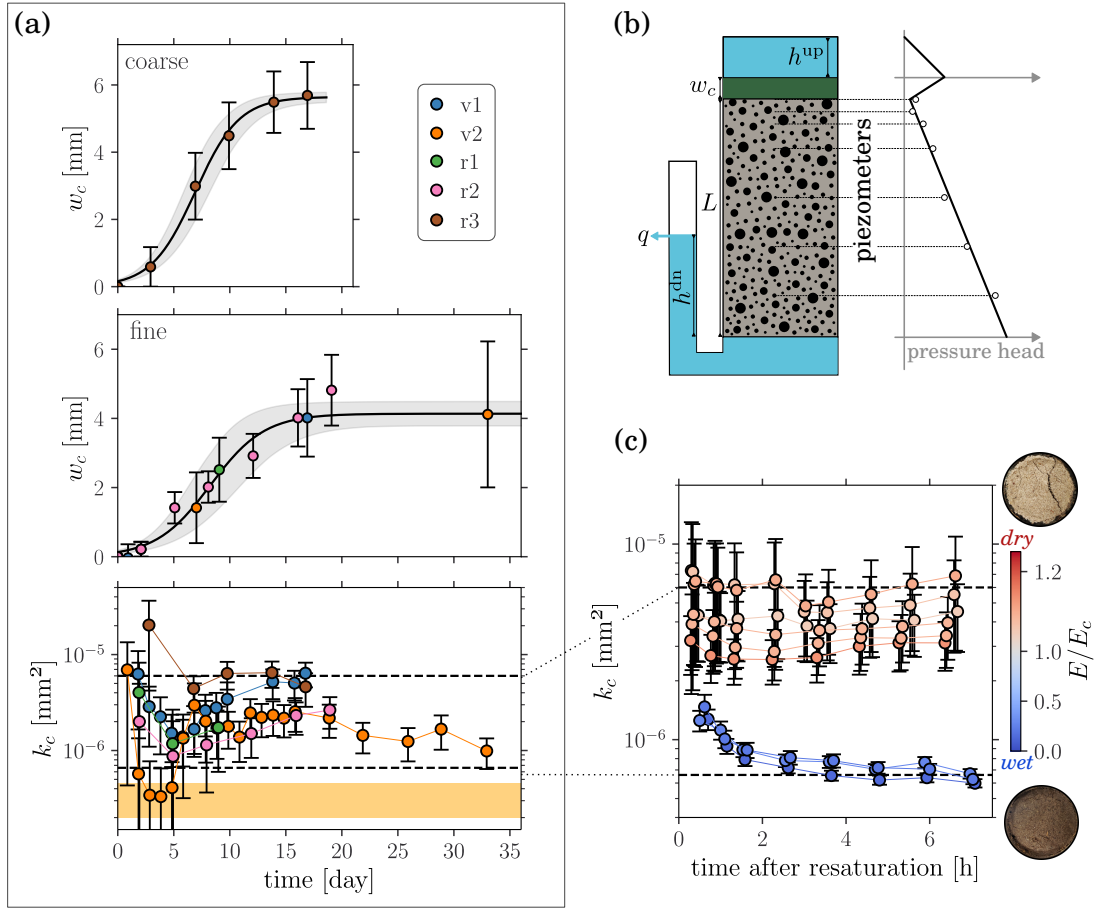 (a)
coarse
6
4
2
0
w_c [mm]
v1
v2
r1
r2
r3
fine
6
4
2
0
w_c [mm]
10⁻⁵
10⁻⁶
k_c [mm²]
0
5
10
15
20
25
30
35
time [day]
(b)
h^up
w_c
L
q
h^dn
piezometers
pressure head
(c)
10⁻⁵
10⁻⁶
k_c [mm²]
0
2
4
6
time after resaturation [h]
dry
1.2
1.0
0.5
0.0
wet
E/E_c